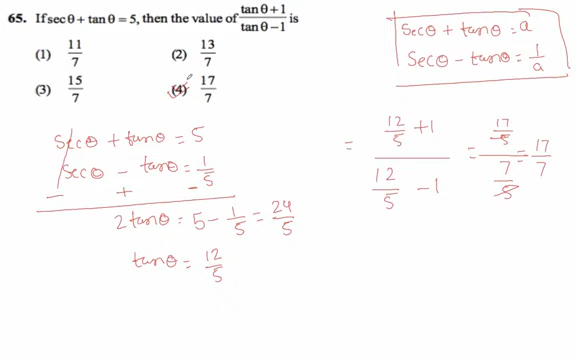 65. If secθ + tanθ = 5, then the value of (tanθ+1)/(tanθ−1) is
(1) 11/7 (2) 13/7
(3) 15/7 (4) 17/7
secθ + tanθ = a
secθ − tanθ = 1/a
secθ + tanθ = 5
secθ − tanθ = 1/5
− + −
2 tanθ = 5 − 1/5 = 24/5
tanθ = 12/5
= (12/5 + 1)/(12/5 − 1) = (17/5)/(7/5) = 17/7